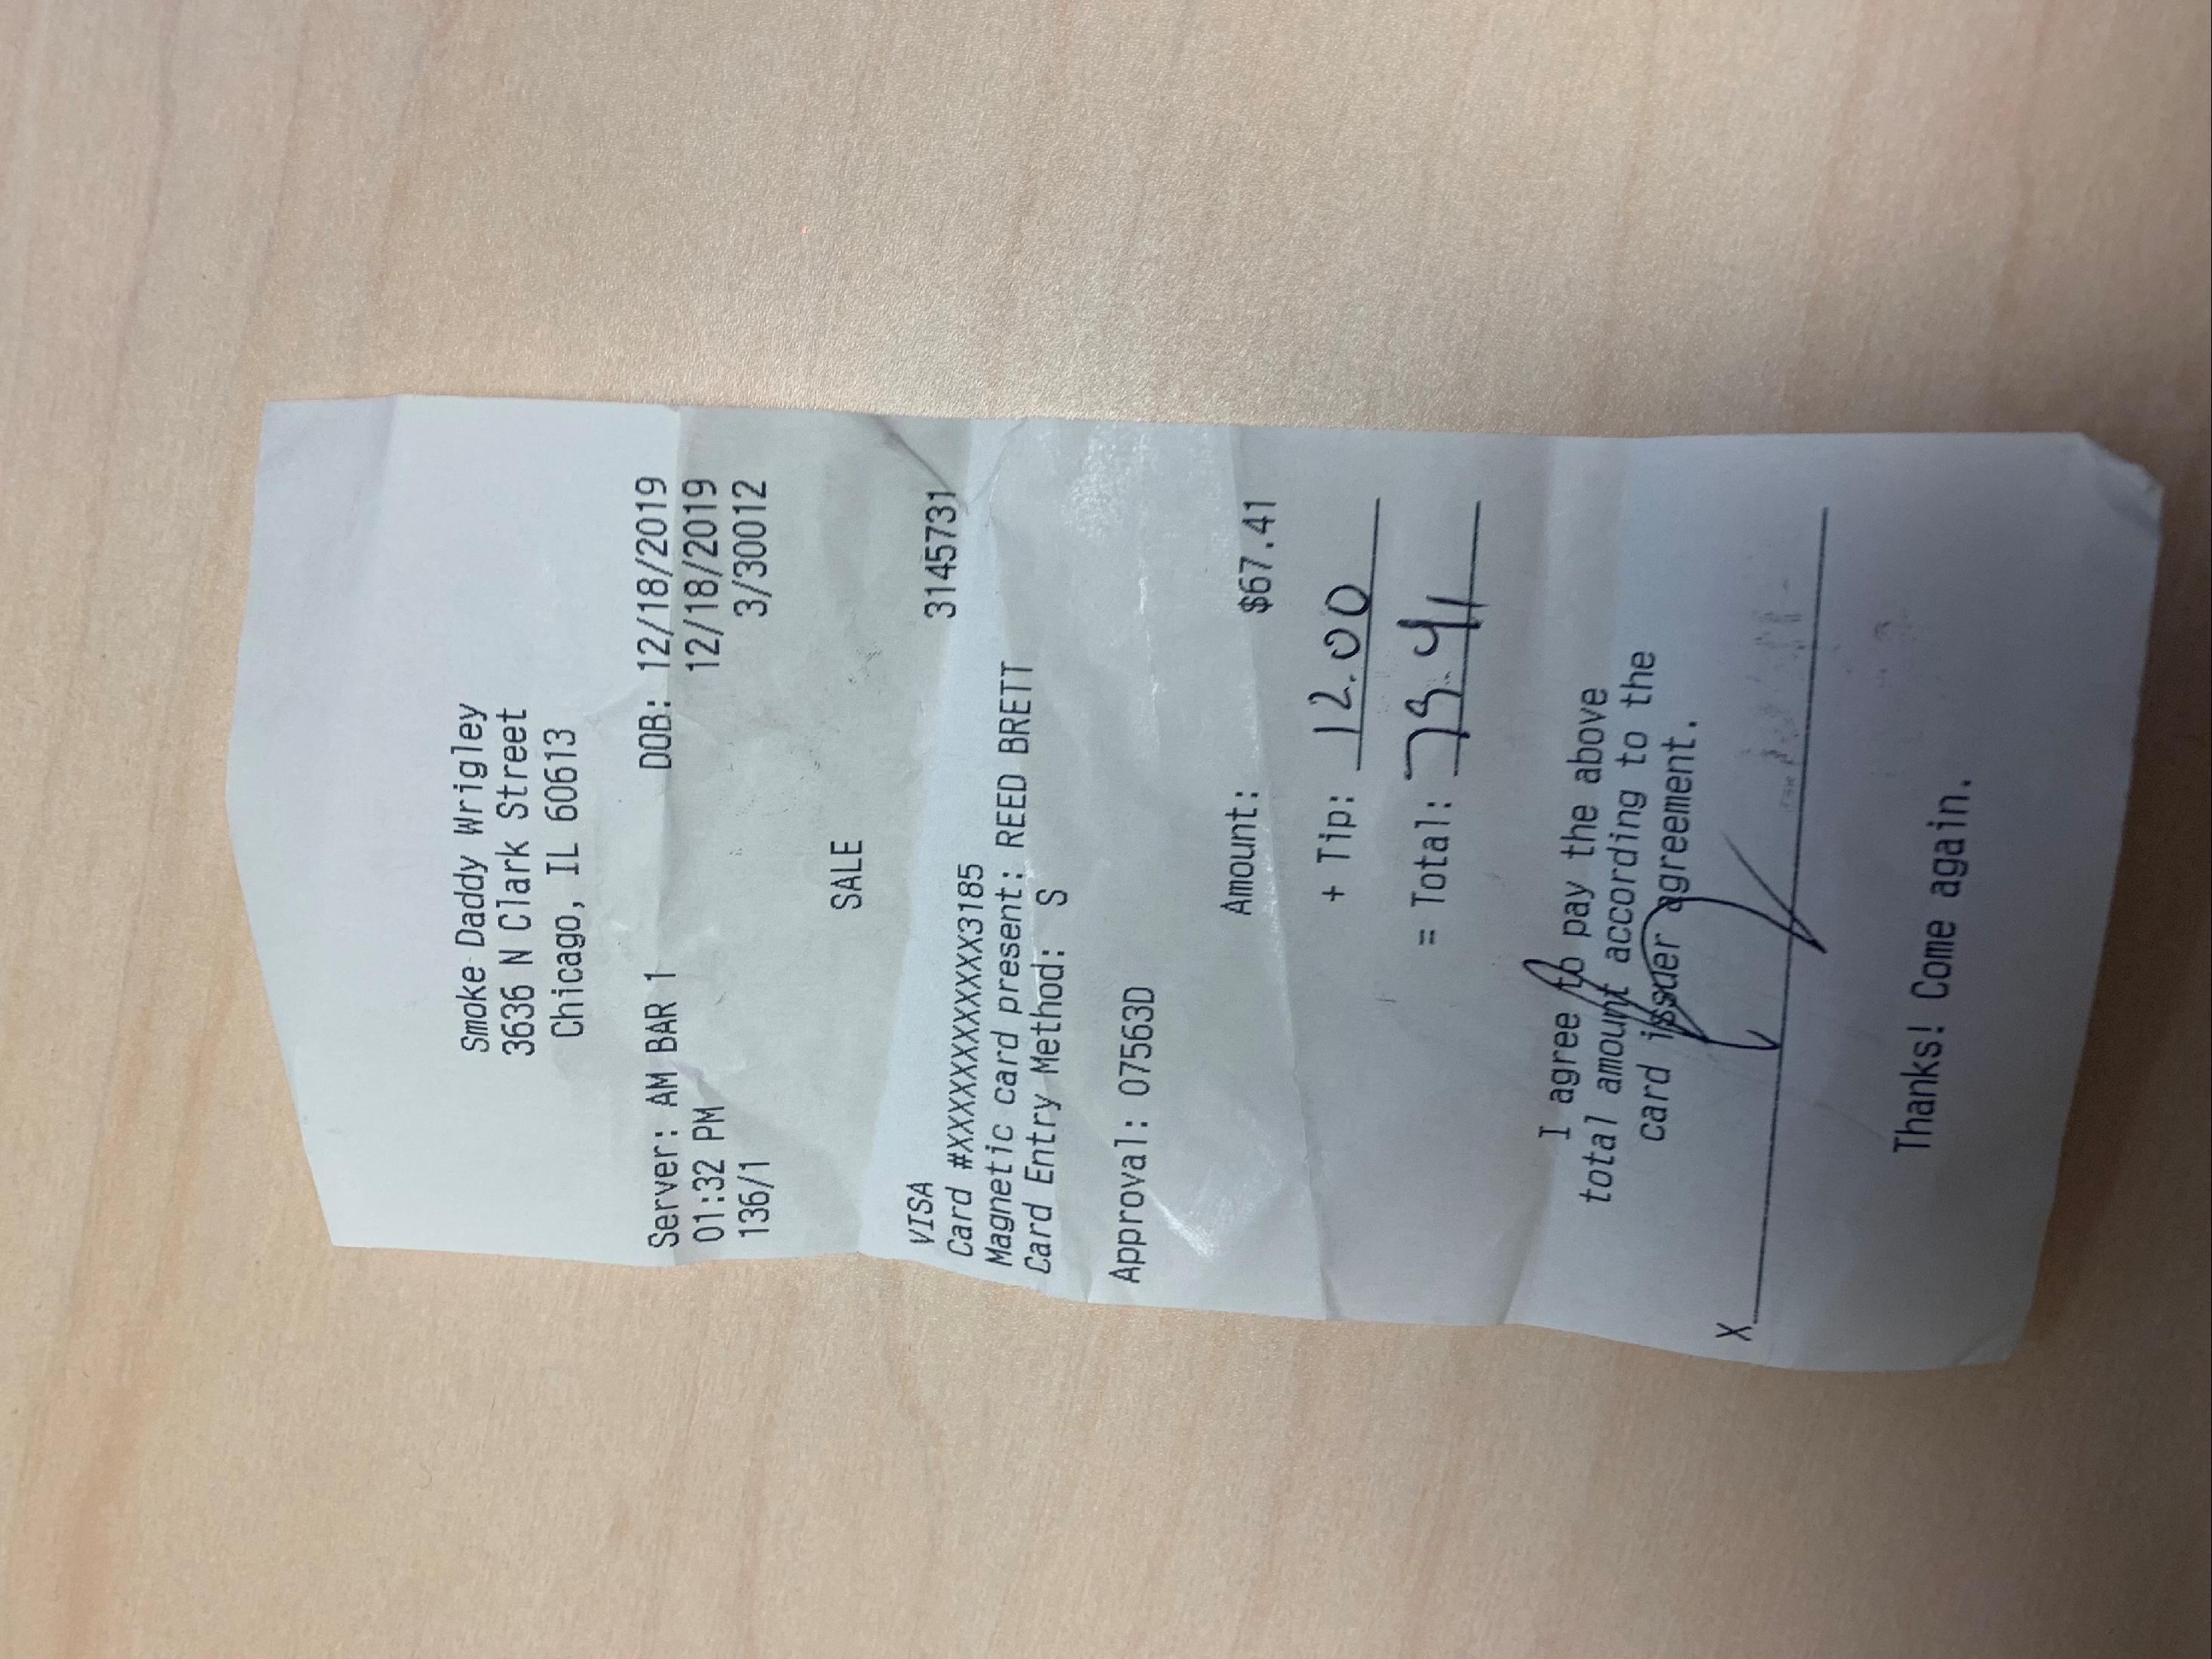 Smoke Daddy Wrigley
3636 N Clark Street
Chicago, IL 60613
Server: AM BAR 1 DOB: 12/18/2019
01:32 PM 12/18/2019
136/1 3/30012
SALE
VISA 3145731
Card #XXXXXXXXXXXX3185
Magnetic card present: REED BRETT
Card Entry Method: S
Approval: 07563D
Amount: $67.41
+ Tip: 12.00
= Total: 79 41
I agree to pay the above
total amount according to the
card issuer agreement.
X
Thanks! Come again.